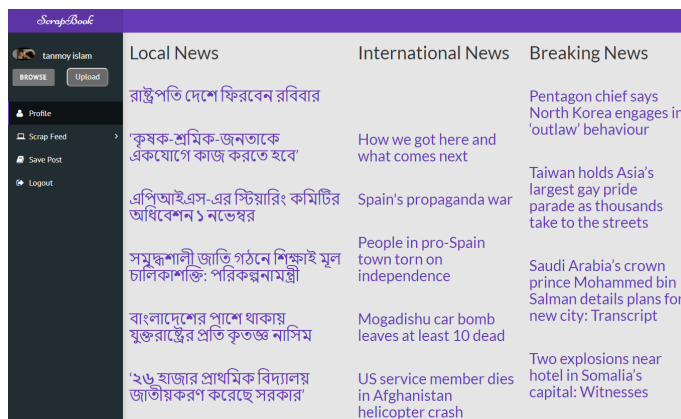 ScrapBook
tanmoy islam
BROWSE
Upload
Profile
Scrap Feed
Save Post
Logout
Local News
রাষ্ট্রপতি দেশে ফিরবেন রবিবার
‘কৃষক-শ্রমিক-জনতাকে
একযোগে কাজ করতে হবে’
এপিআইএস-এর স্টিয়ারিং কমিটির
অধিবেশন ১ নভেম্বর
সমৃদ্ধশালী জাতি গঠনে শিক্ষাই মূল
চালিকাশক্তি: পরিকল্পনামন্ত্রী
বাংলাদেশের পাশে থাকায়
যুক্তরাষ্ট্রের প্রতি কৃতজ্ঞ নাসিম
‘২৬ হাজার প্রাথমিক বিদ্যালয়
জাতীয়করণ করেছে সরকার’
International News
How we got here and
what comes next
Spain's propaganda war
People in pro-Spain
town torn on
independence
Mogadishu car bomb
leaves at least 10 dead
US service member dies
in Afghanistan
helicopter crash
Breaking News
Pentagon chief says
North Korea engages in
‘outlaw’ behaviour
Taiwan holds Asia’s
largest gay pride
parade as thousands
take to the streets
Saudi Arabia’s crown
prince Mohammed bin
Salman details plans for
new city: Transcript
Two explosions near
hotel in Somalia’s
capital: Witnesses